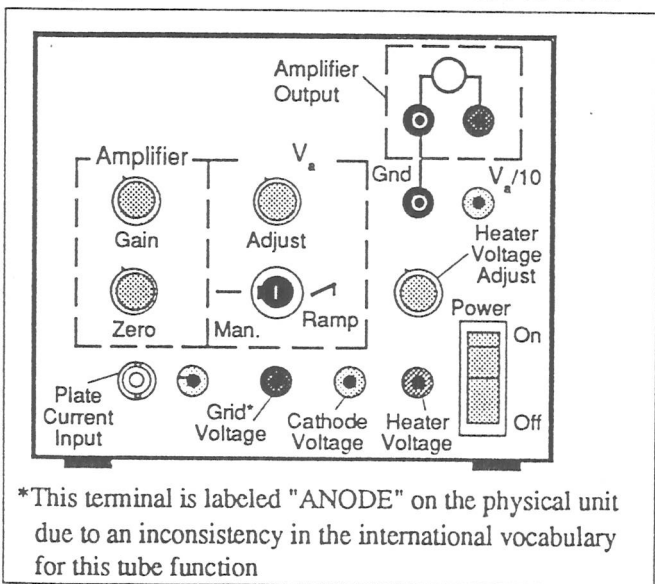 Amplifier
Output
Amplifier
V_a
Gnd
V_a/10
Gain
Adjust
Heater
Voltage
Adjust
Zero
Man.
Ramp
Power
On
Off
Plate
Current
Input
Grid*
Voltage
Cathode
Voltage
Heater
Voltage
*This terminal is labeled "ANODE" on the physical unit
due to an inconsistency in the international vocabulary
for this tube function